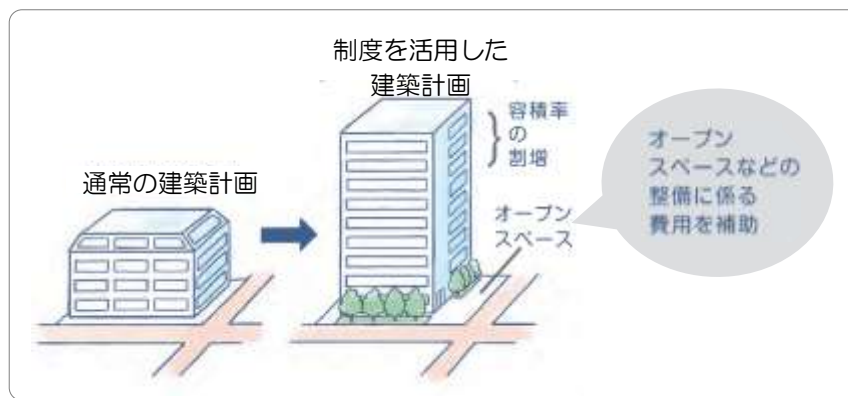 制度を活用した
建築計画
容積率
の
割増
通常の建築計画
オープン
スペース
オープン
スペースなどの
整備に係る
費用を補助